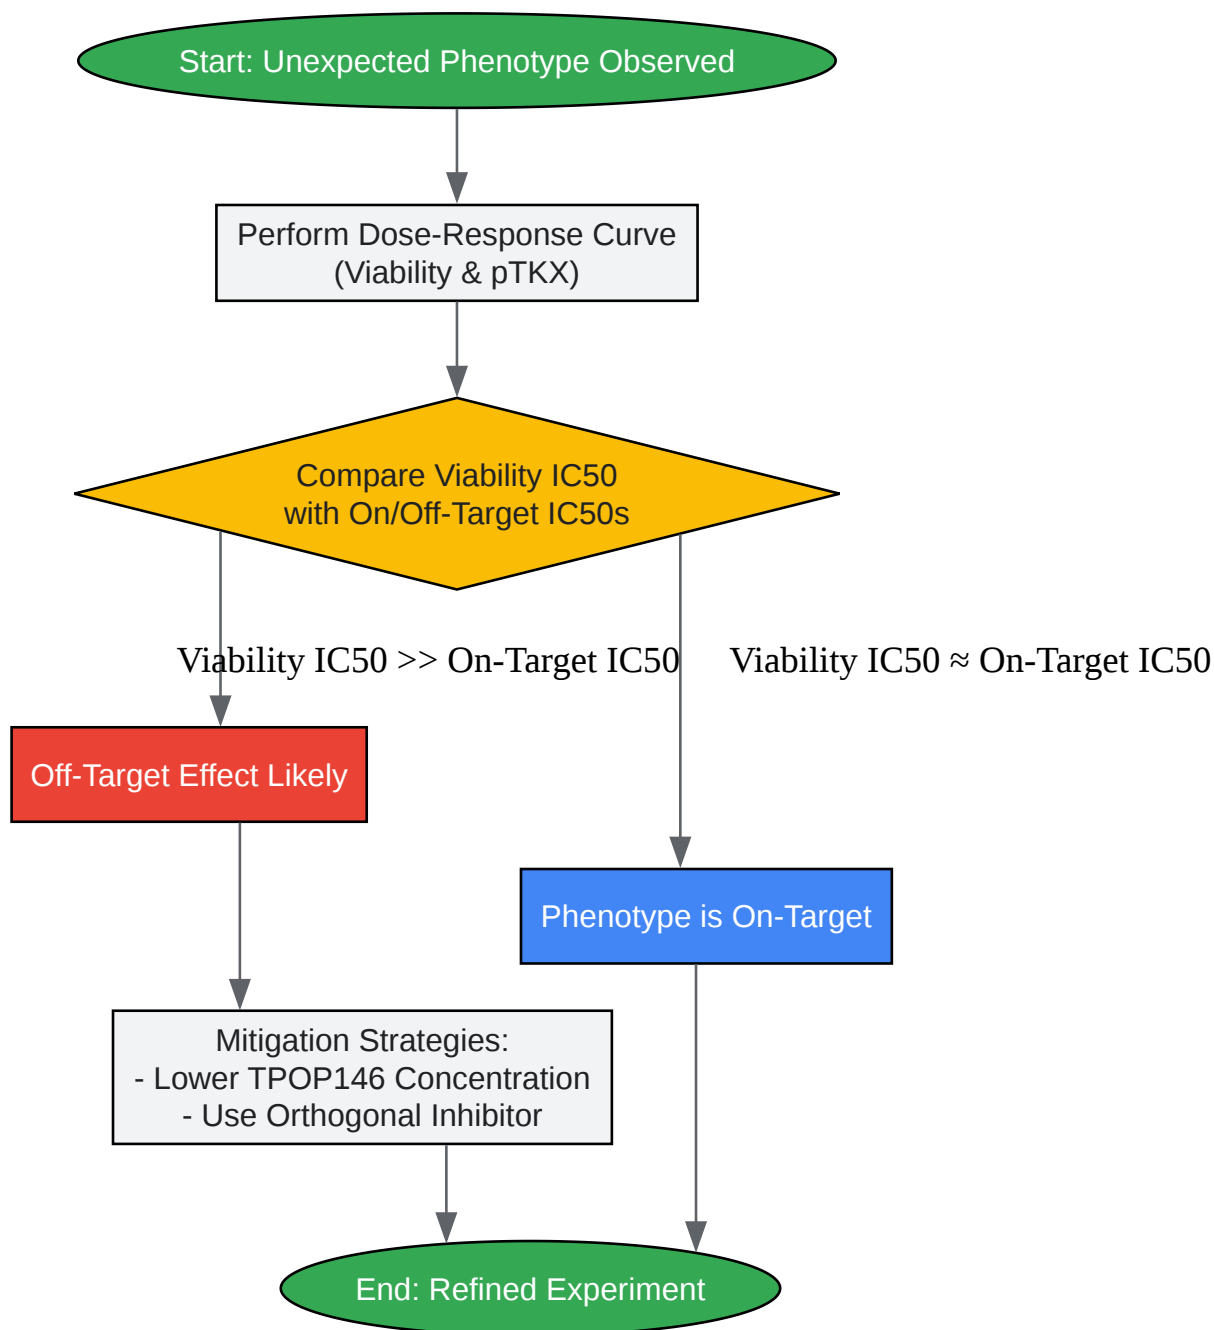 Start: Unexpected Phenotype Observed
Perform Dose-Response Curve
(Viability & pTKX)
Compare Viability IC50
with On/Off-Target IC50s
Viability IC50 >> On-Target IC50
Viability IC50 ≈ On-Target IC50
Off-Target Effect Likely
Phenotype is On-Target
Mitigation Strategies:
- Lower TPOP146 Concentration
- Use Orthogonal Inhibitor
End: Refined Experiment